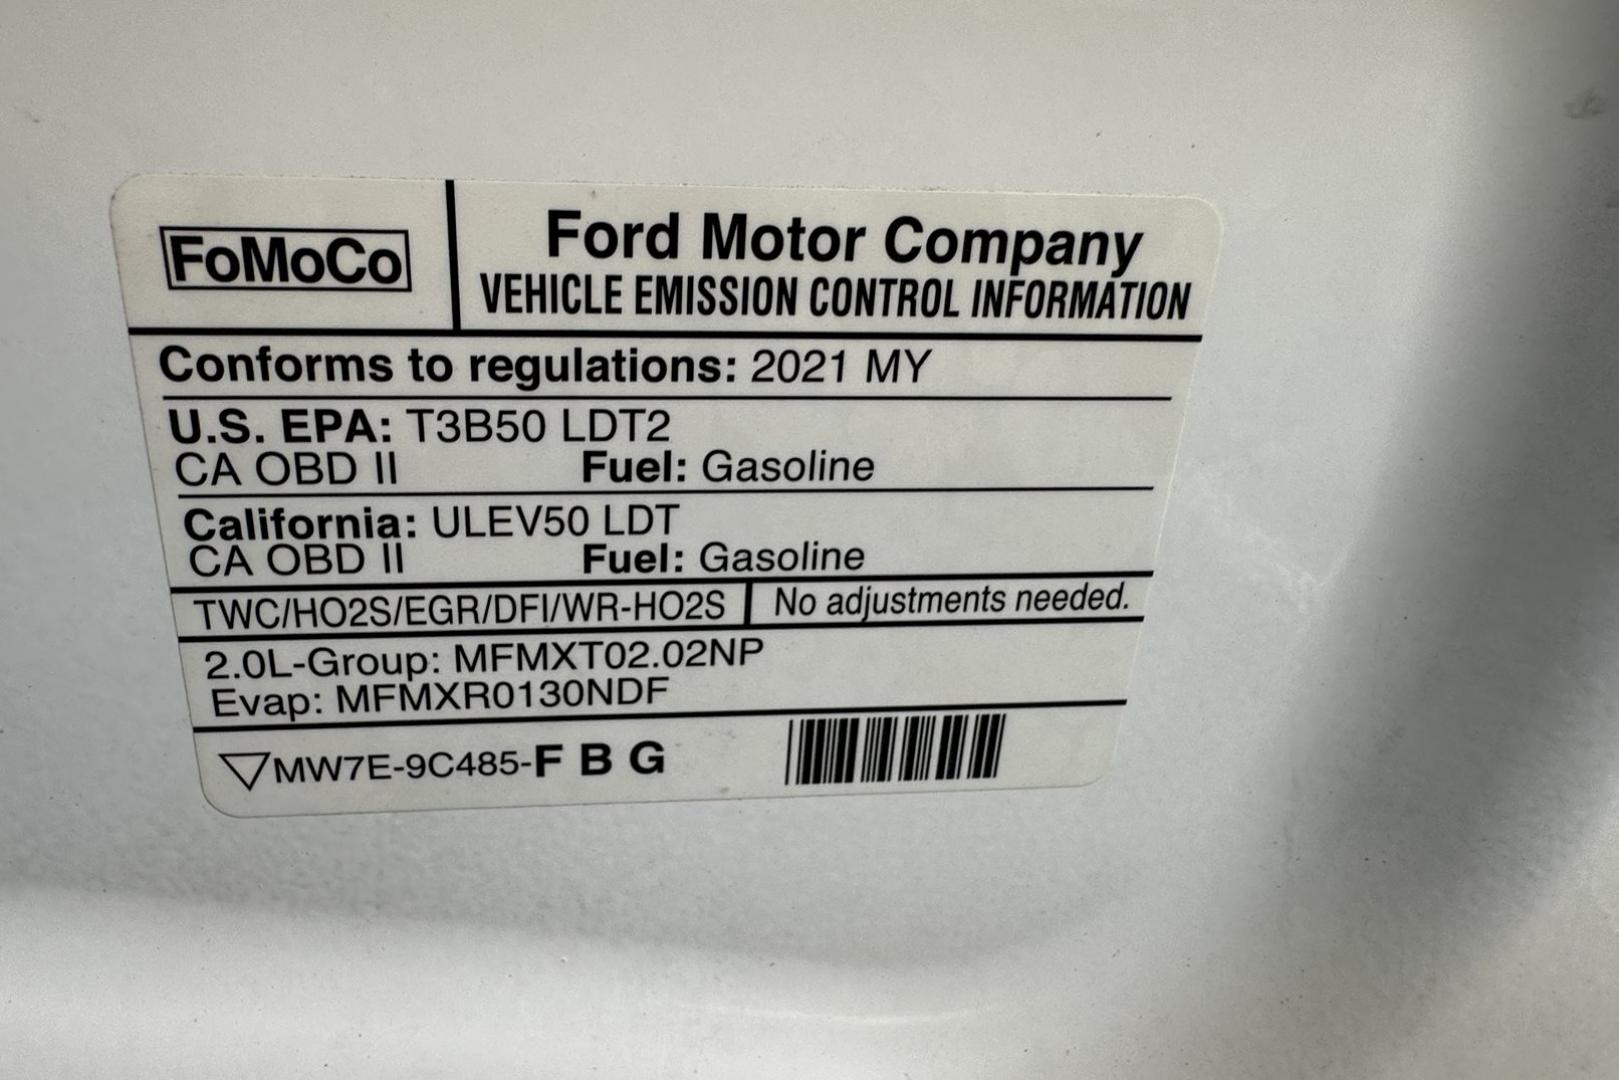 FoMoCo
Ford Motor Company
VEHICLE EMISSION CONTROL INFORMATION
Conforms to regulations: 2021 MY
U.S. EPA: T3B50 LDT2
CA OBD II Fuel: Gasoline
California: ULEV50 LDT
CA OBD II Fuel: Gasoline
TWC/HO2S/EGR/DFI/WR-HO2S No adjustments needed.
2.0L-Group: MFMXT02.02NP
Evap: MFMXR0130NDF
MW7E-9C485-F B G